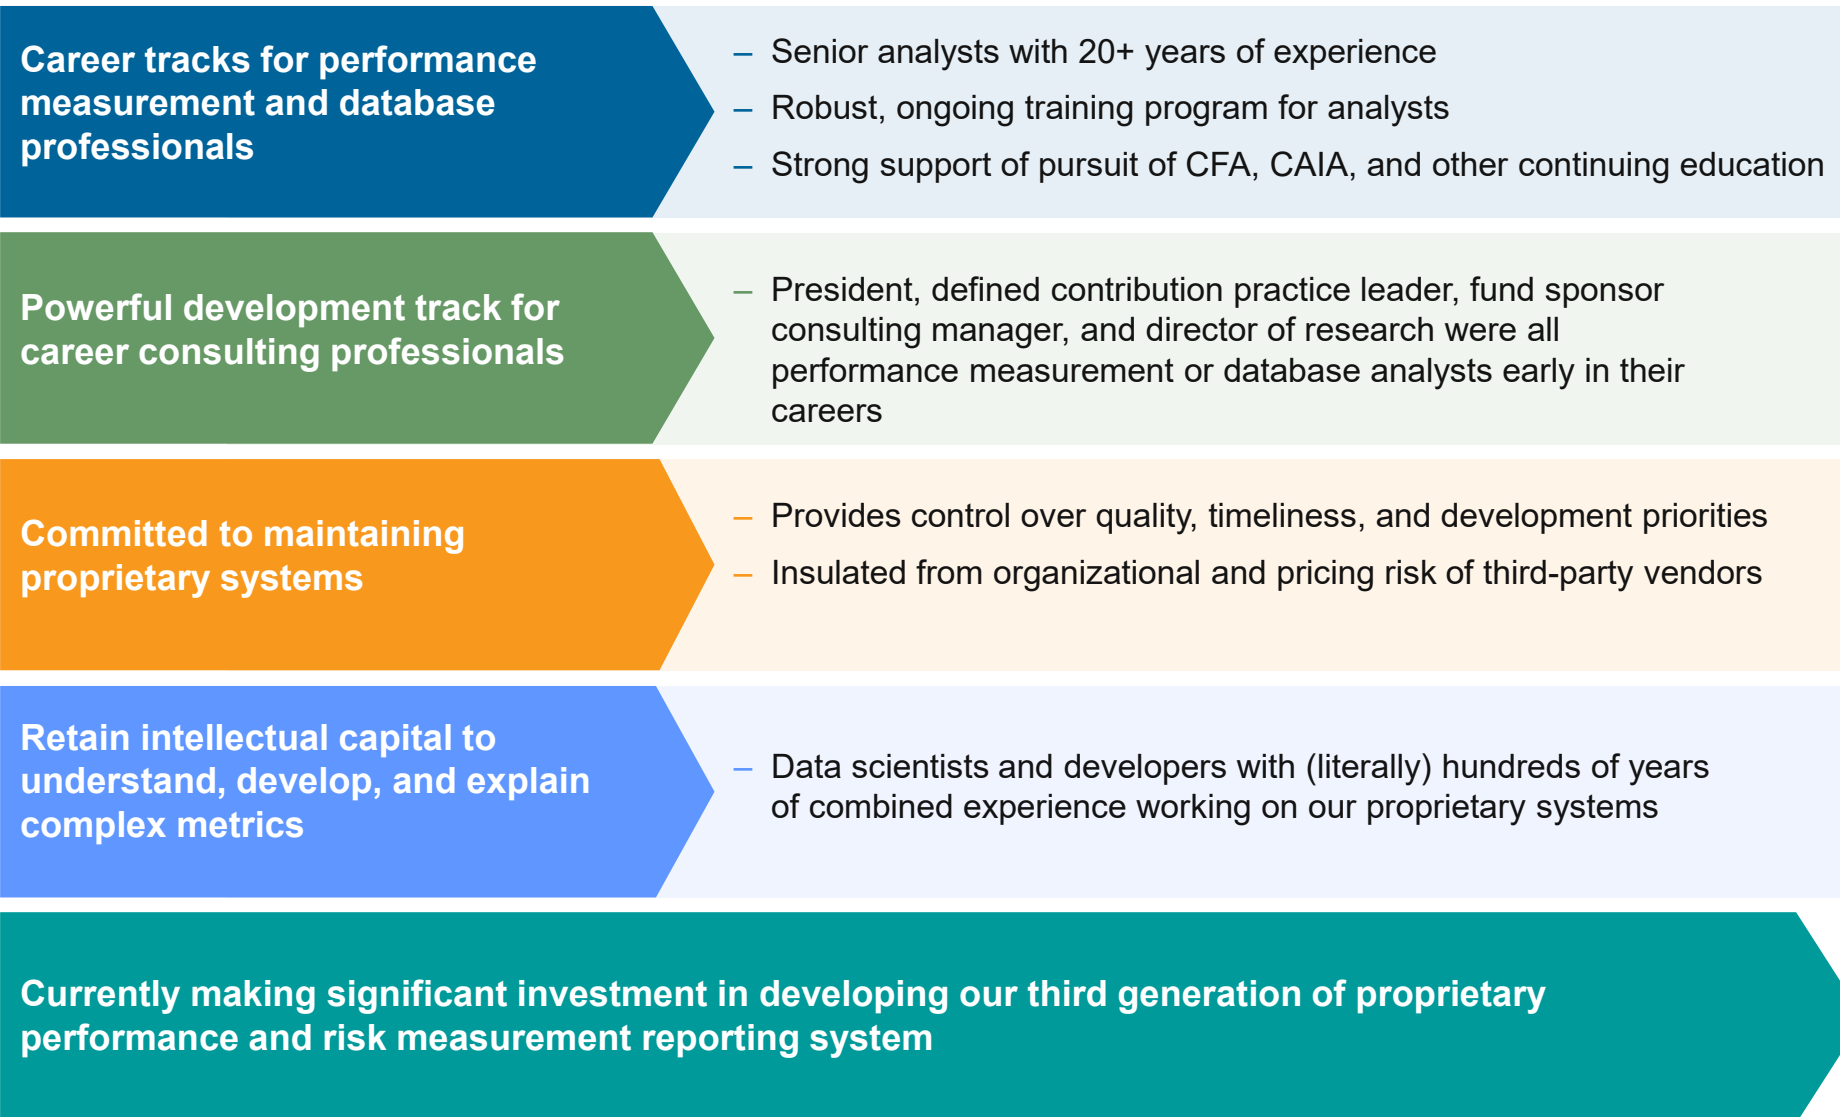 Career tracks for performance
measurement and database
professionals
– Senior analysts with 20+ years of experience
– Robust, ongoing training program for analysts
– Strong support of pursuit of CFA, CAIA, and other continuing education
Powerful development track for
career consulting professionals
– President, defined contribution practice leader, fund sponsor
consulting manager, and director of research were all
performance measurement or database analysts early in their
careers
Committed to maintaining
proprietary systems
– Provides control over quality, timeliness, and development priorities
– Insulated from organizational and pricing risk of third-party vendors
Retain intellectual capital to
understand, develop, and explain
complex metrics
– Data scientists and developers with (literally) hundreds of years
of combined experience working on our proprietary systems
Currently making significant investment in developing our third generation of proprietary
performance and risk measurement reporting system